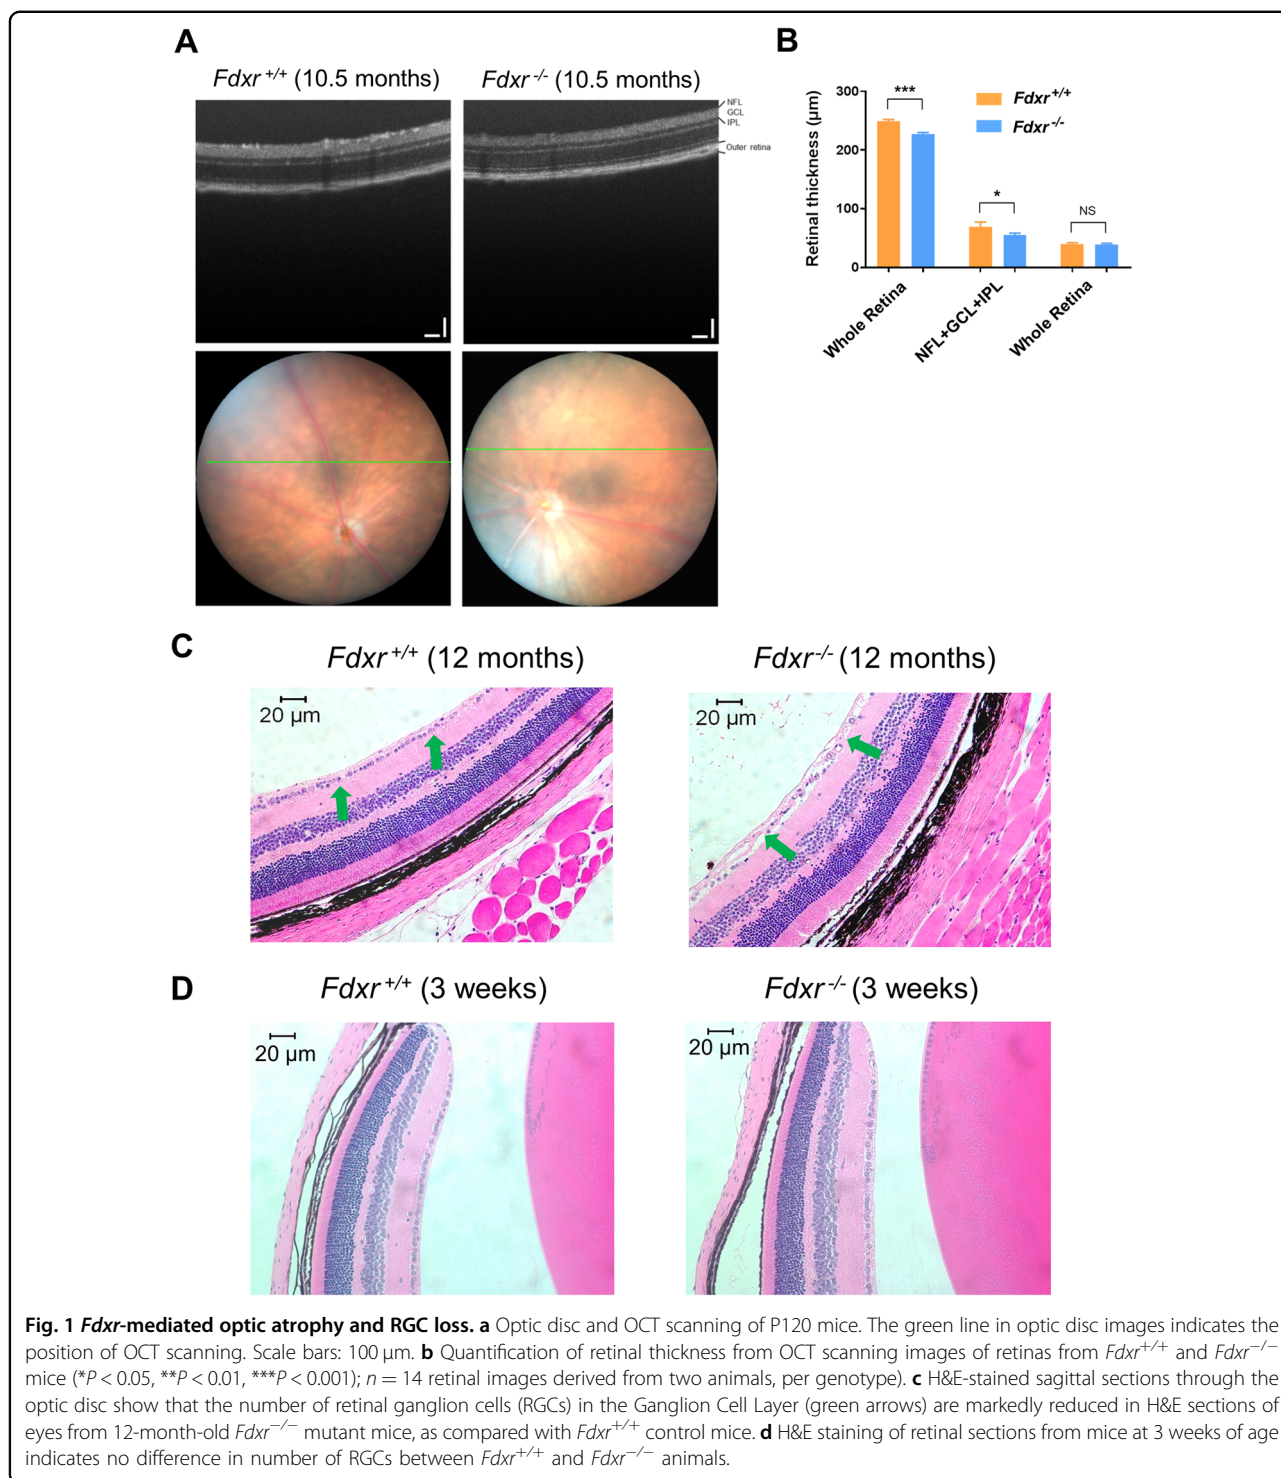 A
Fdxr +/+ (10.5 months)
Fdxr -/- (10.5 months)
NFL
GCL
IPL
Outer retina
B
Retinal thickness (µm)
300
200
100
0
***
*
NS
Fdxr+/+
Fdxr-/-
Whole Retina
NFL+GCL+IPL
Whole Retina
C
Fdxr +/+ (12 months)
Fdxr-/- (12 months)
20 µm
20 µm
D
Fdxr +/+ (3 weeks)
Fdxr -/- (3 weeks)
20 µm
20 µm
Fig. 1 Fdxr-mediated optic atrophy and RGC loss. a Optic disc and OCT scanning of P120 mice. The green line in optic disc images indicates the
position of OCT scanning. Scale bars: 100 µm. b Quantification of retinal thickness from OCT scanning images of retinas from Fdxr+/+ and Fdxr−/−
mice (*P < 0.05, **P < 0.01, ***P < 0.001); n = 14 retinal images derived from two animals, per genotype). c H&E-stained sagittal sections through the
optic disc show that the number of retinal ganglion cells (RGCs) in the Ganglion Cell Layer (green arrows) are markedly reduced in H&E sections of
eyes from 12-month-old Fdxr−/− mutant mice, as compared with Fdxr+/+ control mice. d H&E staining of retinal sections from mice at 3 weeks of age
indicates no difference in number of RGCs between Fdxr+/+ and Fdxr−/− animals.